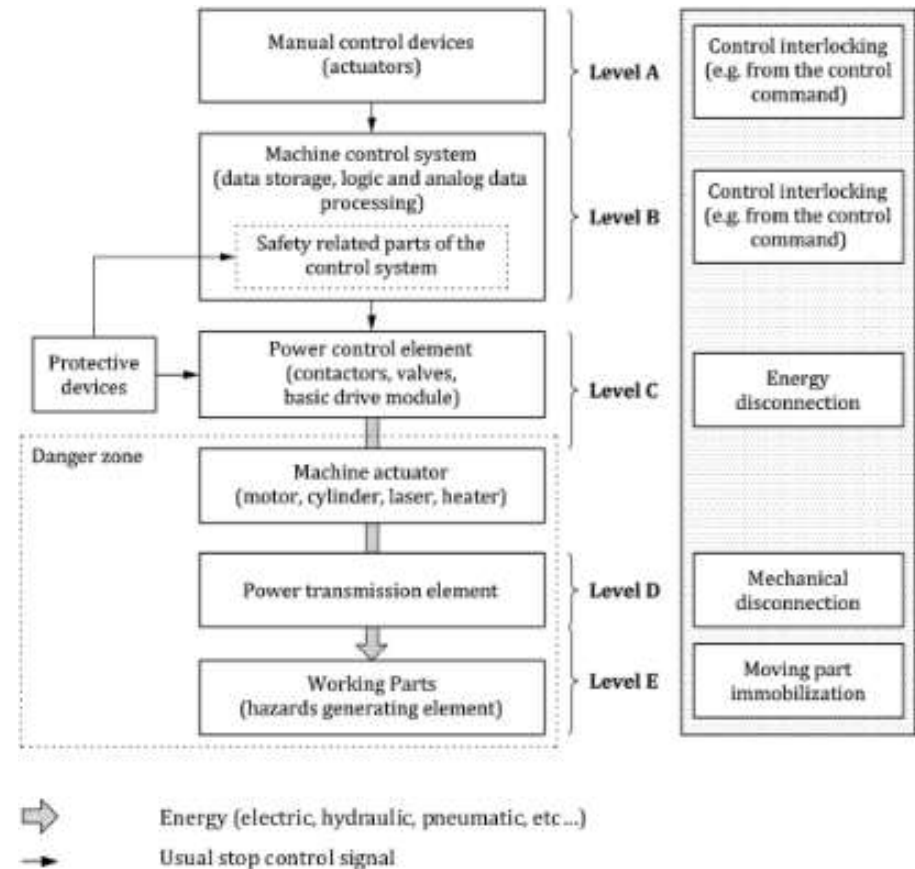 Manual control devices
(actuators)
Level A
Control interlocking
(e.g. from the control
command)
Machine control system
(data storage, logic and analog data
processing)
Safety related parts of the
control system
Level B
Control interlocking
(e.g. from the control
command)
Protective
devices
Power control element
(contactors, valves,
basic drive module)
Level C
Energy
disconnection
Danger zone
Machine actuator
(motor, cylinder, laser, heater)
Power transmission element
Level D
Mechanical
disconnection
Working Parts
(hazards generating element)
Level E
Moving part
immobilization
Energy (electric, hydraulic, pneumatic, etc...)
Usual stop control signal